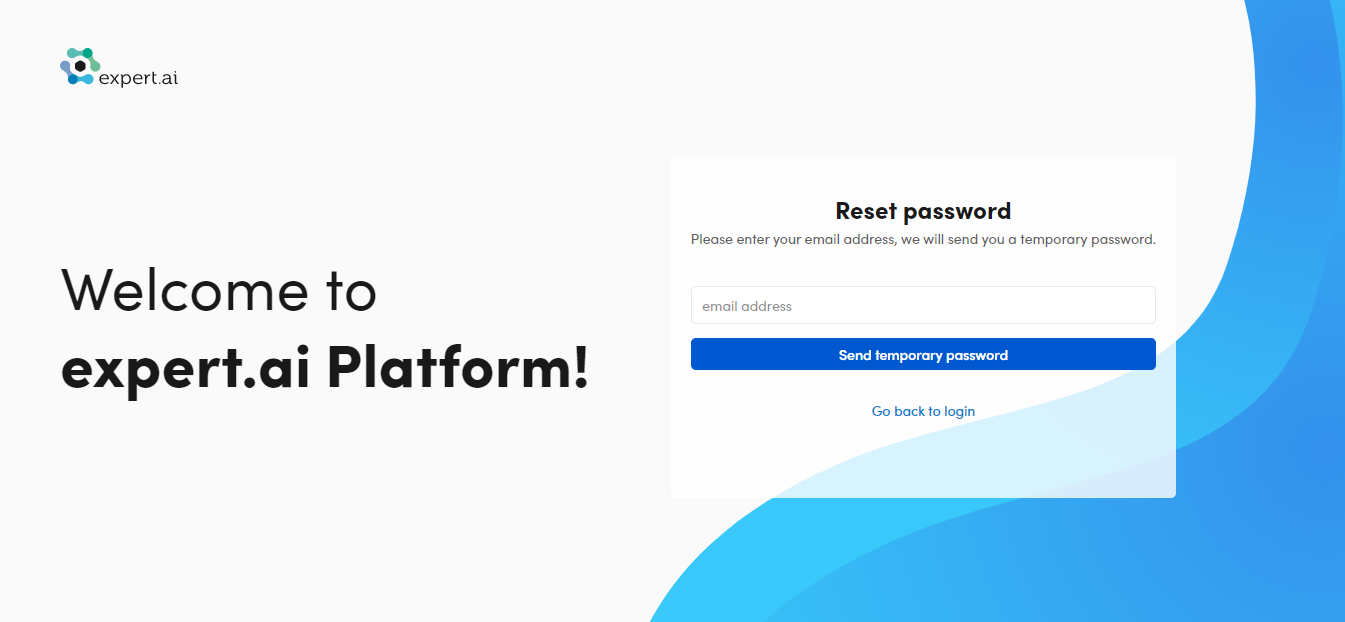 expert.ai
Welcome to
expert.ai Platform!
Reset password
Please enter your email address, we will send you a temporary password.
email address
Send temporary password
Go back to login